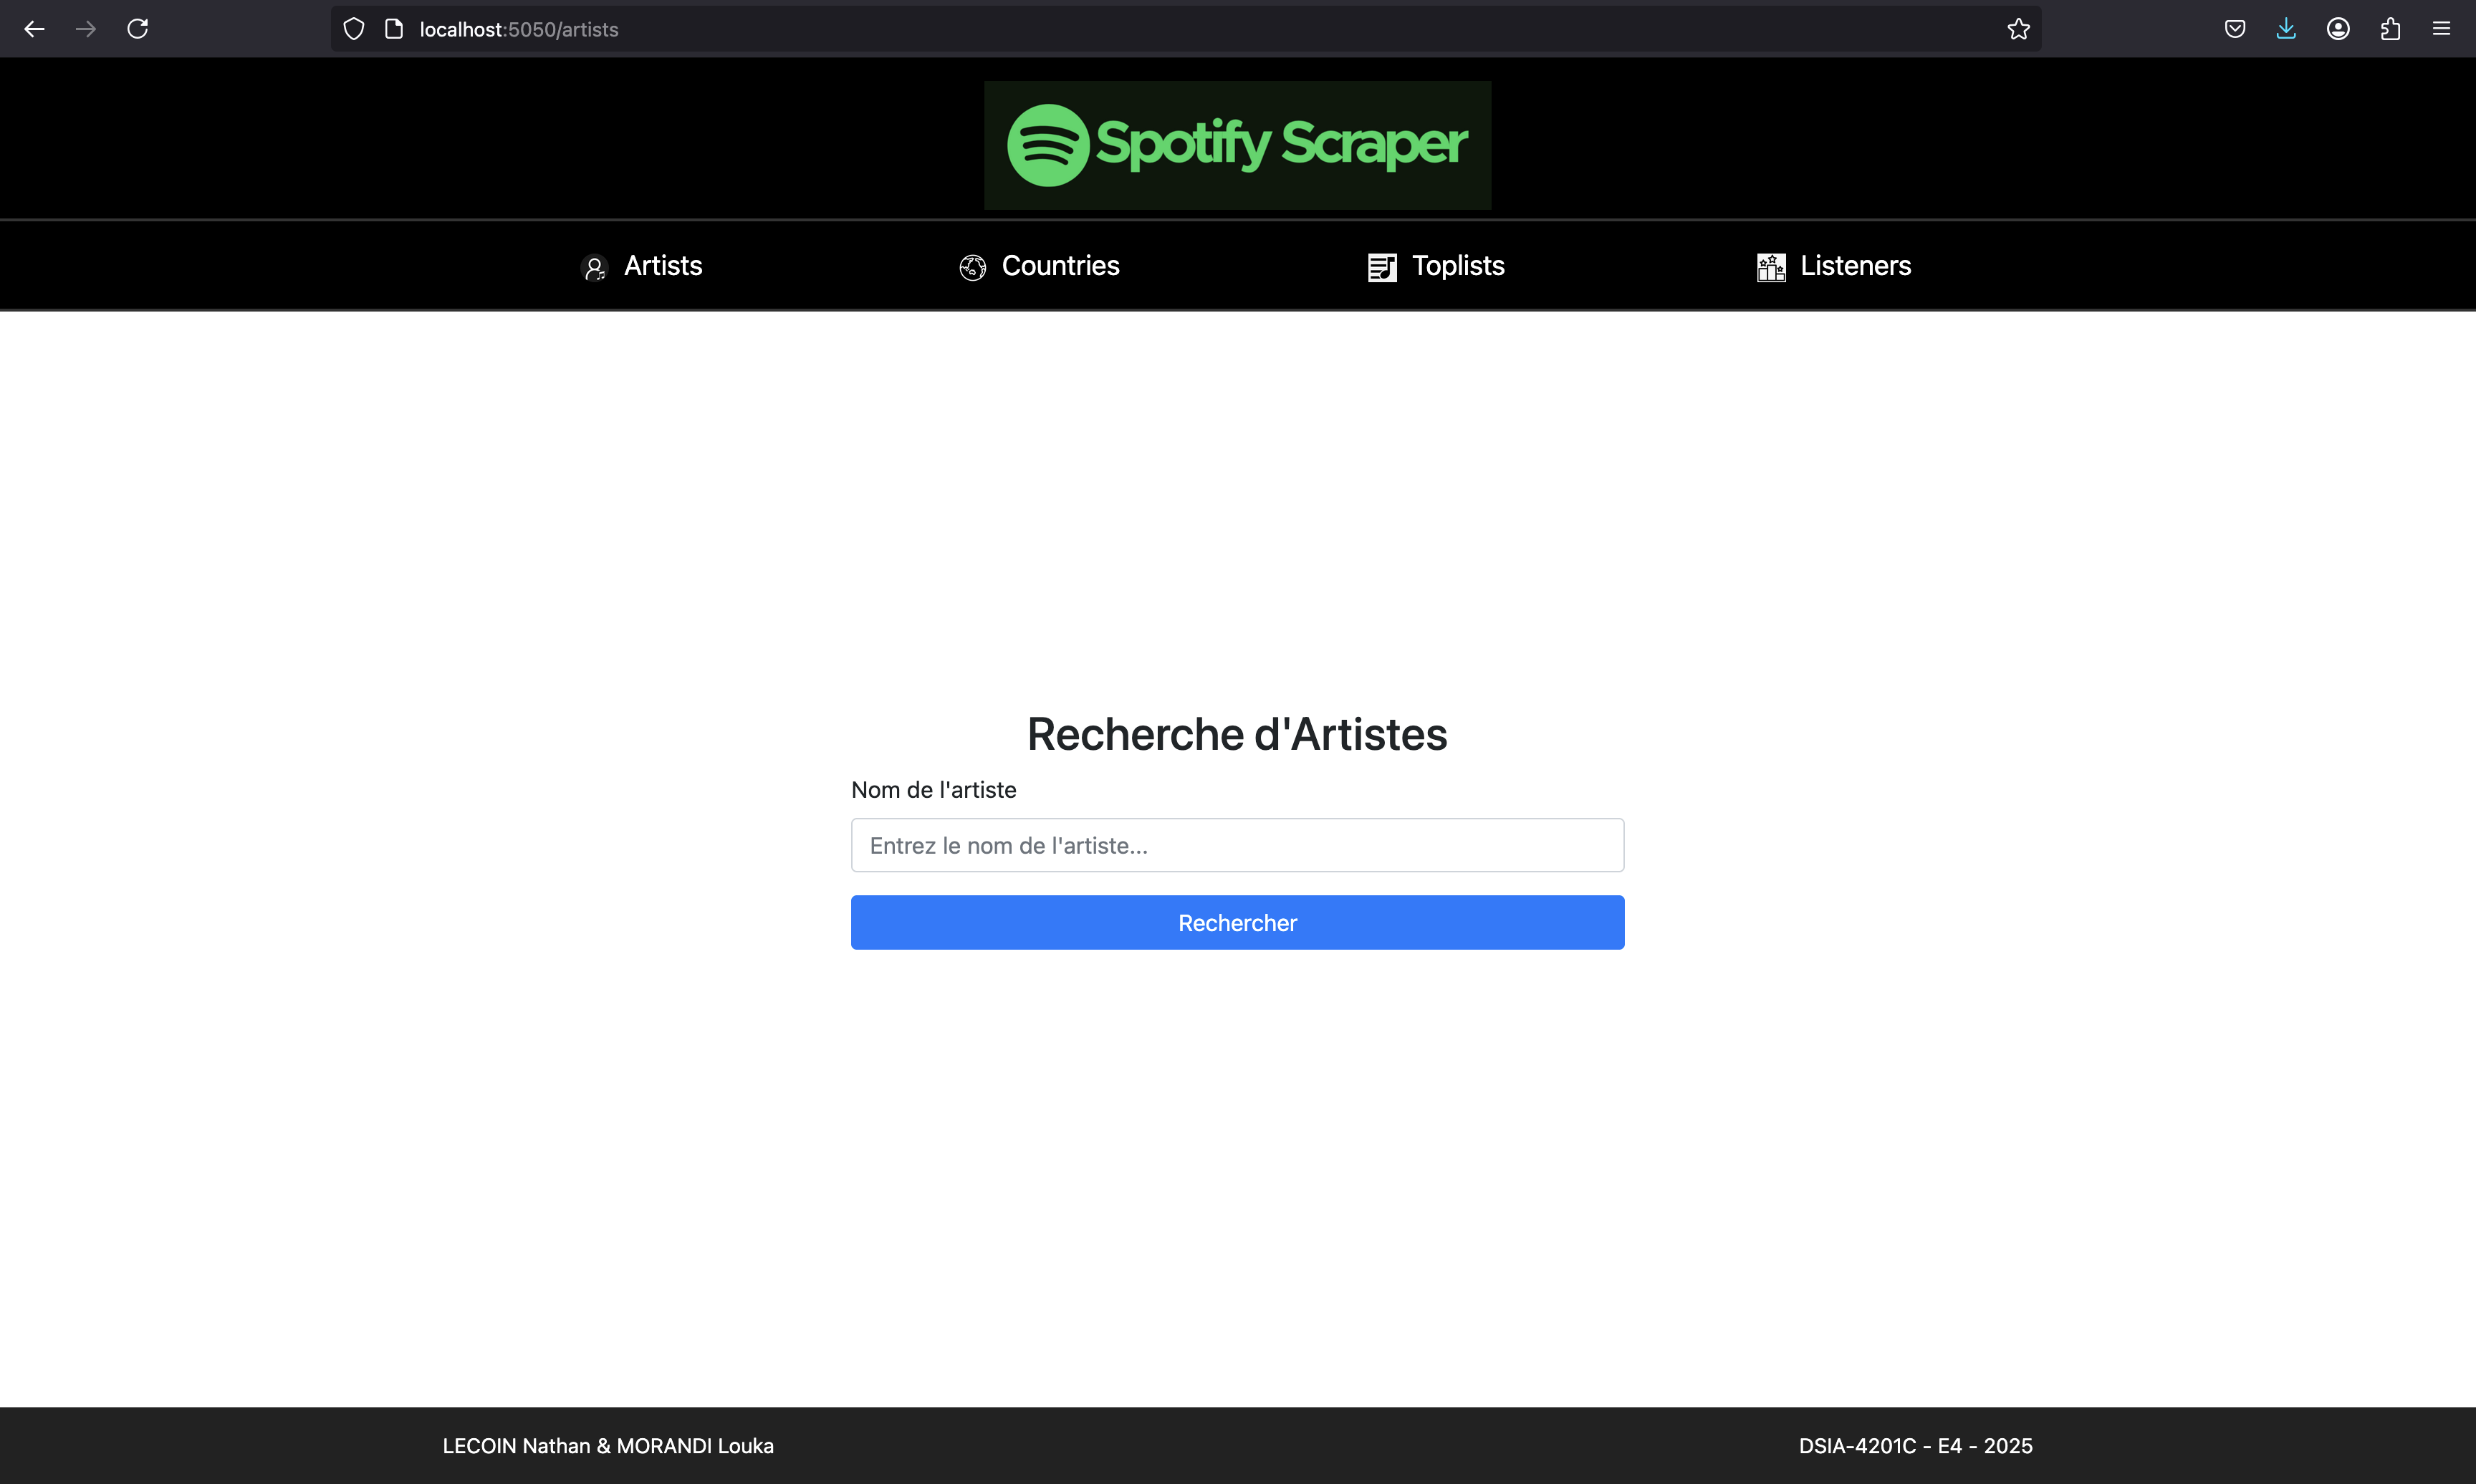 localhost:5050/artists
Spotify Scraper
Artists Countries Toplists Listeners
Recherche d'Artistes
Nom de l'artiste
Entrez le nom de l'artiste...
Rechercher
LECOIN Nathan & MORANDI Louka DSIA-4201C - E4 - 2025